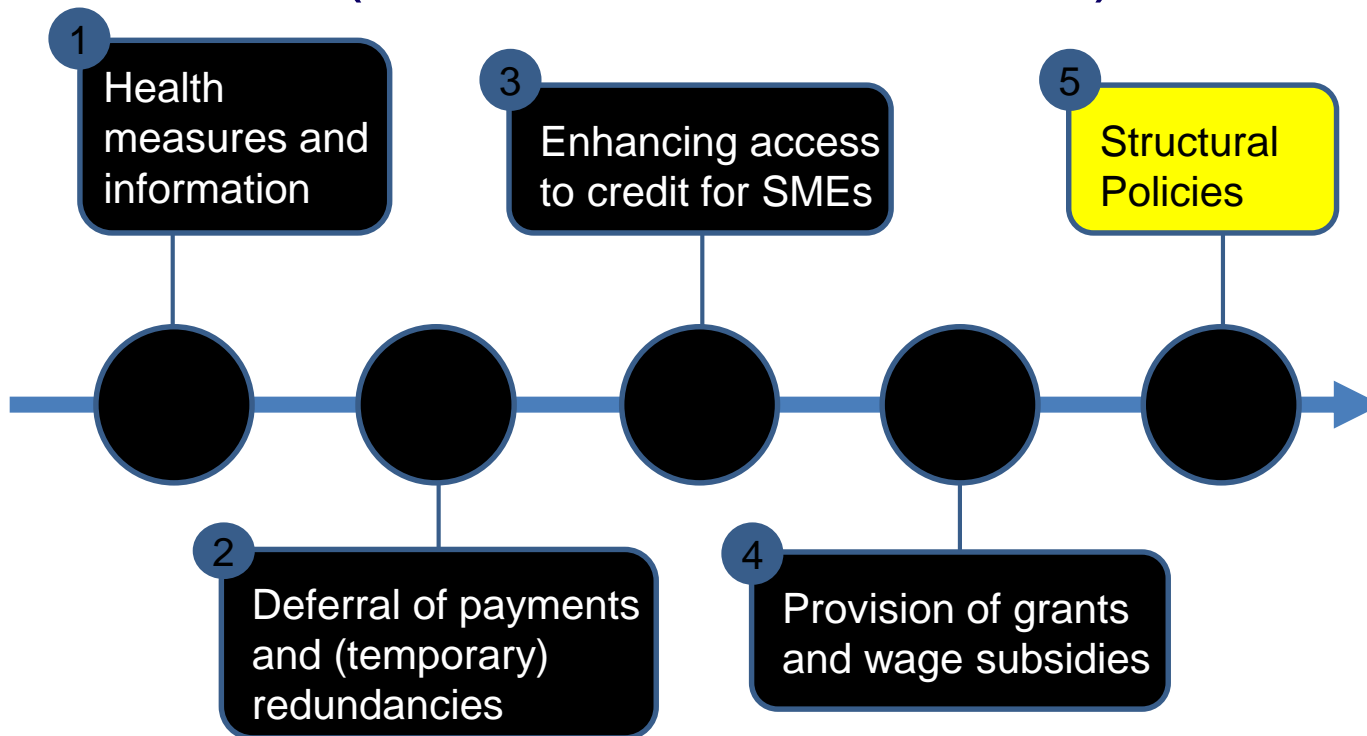 1
Health
measures and
information
2
Deferral of payments
and (temporary)
redundancies
3
Enhancing access
to credit for SMEs
4
Provision of grants
and wage subsidies
5
Structural
Policies